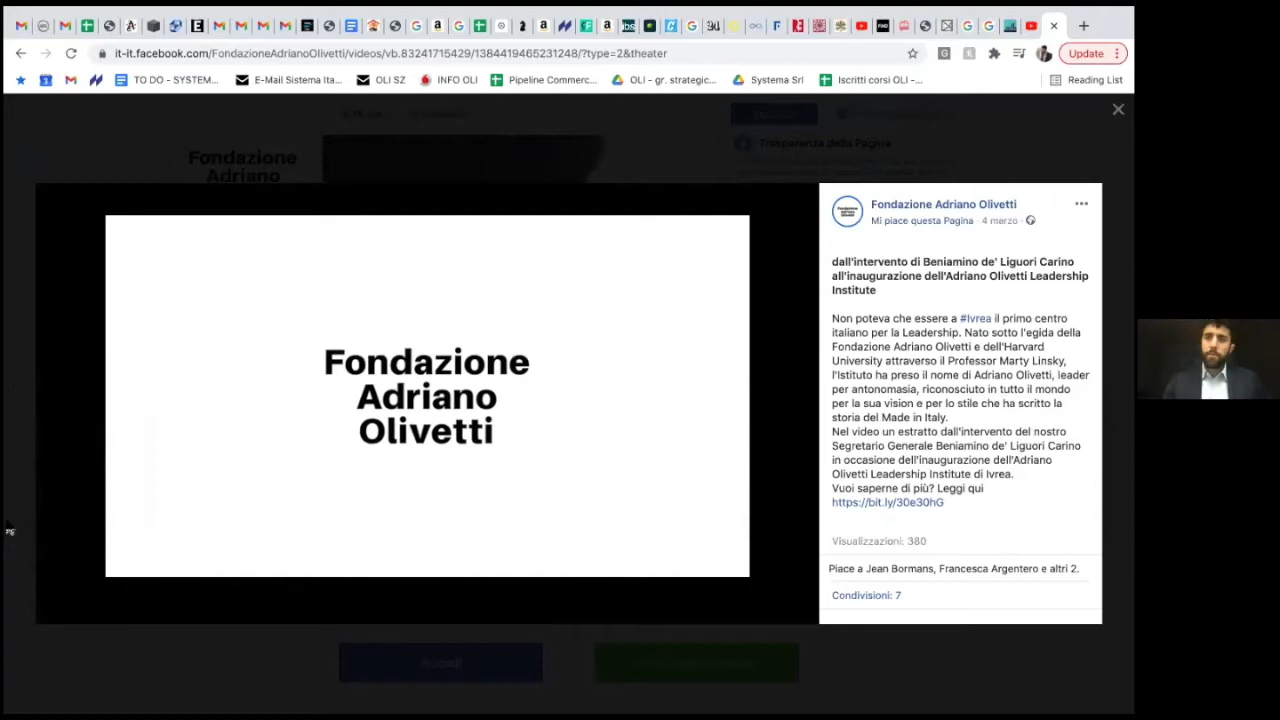 it-it.facebook.com/FondazioneAdrianoOlivetti/videos/vb.83241715429/1384419465231248/?type=2&theater
Update
TO DO - SYSTEM...
E-Mail Sistema Ita...
OLI SZ
INFO OLI
Pipeline Commerc...
OLI - gr. strategic...
Systema Srl
Iscritti corsi OLI -...
Reading List
Fondazione
Adriano
Trasparenza della Pagina
Fondazione
Adriano
Olivetti
Fondazione Adriano Olivetti
Mi piace questa Pagina · 4 marzo ·
dall'intervento di Beniamino de' Liguori Carino
all'inaugurazione dell'Adriano Olivetti Leadership
Institute
Non poteva che essere a #Ivrea il primo centro
italiano per la Leadership. Nato sotto l'egida della
Fondazione Adriano Olivetti e dell'Harvard
University attraverso il Professor Marty Linsky,
l'Istituto ha preso il nome di Adriano Olivetti, leader
per antonomasia, riconosciuto in tutto il mondo
per la sua vision e per lo stile che ha scritto la
storia del Made in Italy.
Nel video un estratto dall'intervento del nostro
Segretario Generale Beniamino de' Liguori Carino
in occasione dell'inaugurazione dell'Adriano
Olivetti Leadership Institute di Ivrea.
Vuoi saperne di più? Leggi qui
https://bit.ly/30e30hG
Visualizzazioni: 380
Piace a Jean Bormans, Francesca Argentero e altri 2.
Condivisioni: 7